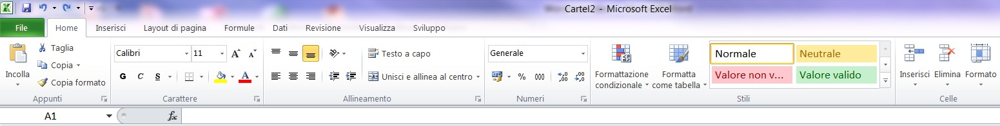 Cartel2 - Microsoft Excel
File Home Inserisci Layout di pagina Formule Dati Revisione Visualizza Sviluppo
Incolla
Taglia
Copia
Copia formato
Appunti
Calibri 11 A A
G C S A
Carattere
Testo a capo
Unisci e allinea al centro
Allineamento
Generale
% 000 ,00 ,0 ,00
Numeri
Formattazione
condizionale
Formatta
come tabella
Normale Neutrale
Valore non v... Valore valido
Stili
Inserisci Elimina Formato
Celle
A1 fx